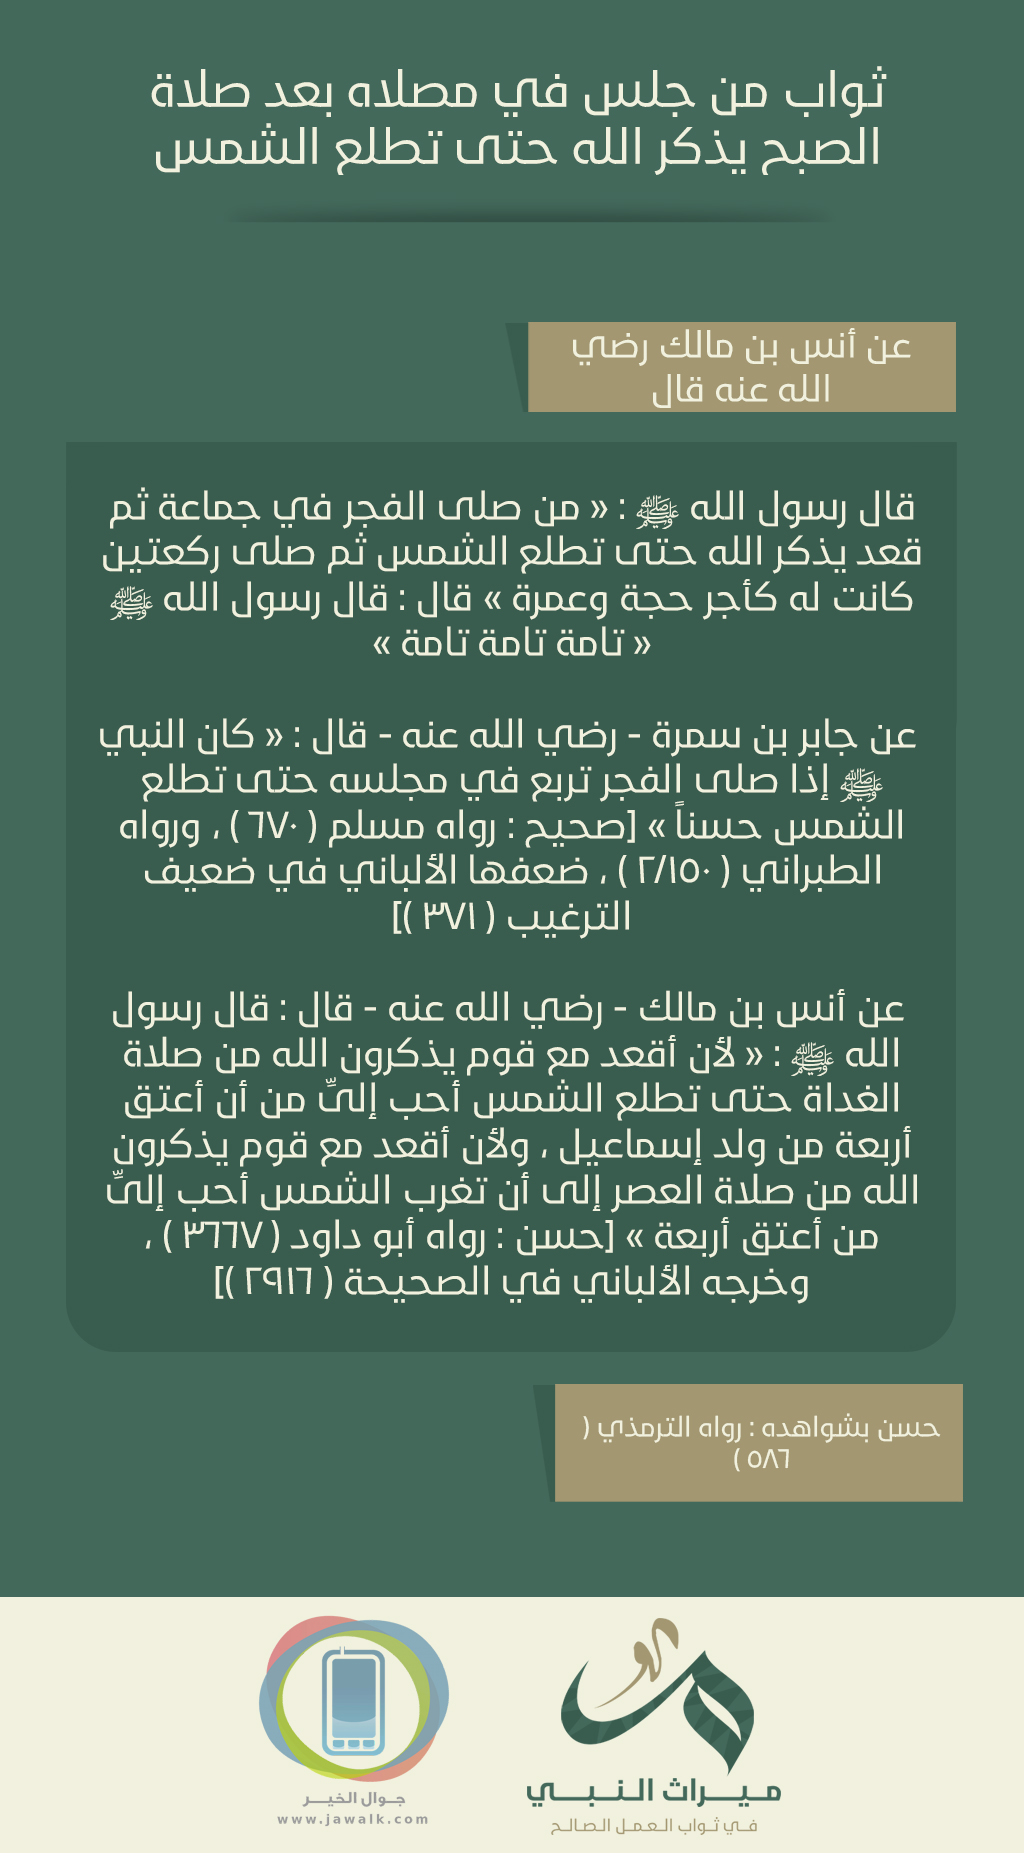 ثواب من جلس في مصلاه بعد صلاة
الصبح يذكر الله حتى تطلع الشمس
عن أنس بن مالك رضي
الله عنه قال
قال رسول الله ﷺ : « من صلى الفجر في جماعة ثم
قعد يذكر الله حتى تطلع الشمس ثم صلى ركعتين
كانت له كأجر حجة وعمرة » قال : قال رسول الله ﷺ
« تامة تامة تامة »
عن جابر بن سمرة - رضي الله عنه - قال : « كان النبي
ﷺ إذا صلى الفجر تربع في مجلسه حتى تطلع
الشمس حسناً » [صحيح : رواه مسلم ( ٦٧٠ ) ، ورواه
الطبراني ( ٢/١٥٠ ) ، ضعفها الألباني في ضعيف
الترغيب ( ٣٧١ )]
عن أنس بن مالك - رضي الله عنه - قال : قال رسول
الله ﷺ : « لأن أقعد مع قوم يذكرون الله من صلاة
الغداة حتى تطلع الشمس أحب إليَّ من أن أعتق
أربعة من ولد إسماعيل ، ولأن أقعد مع قوم يذكرون
الله من صلاة العصر إلى أن تغرب الشمس أحب إليَّ
من أعتق أربعة » [حسن : رواه أبو داود ( ٣٦٦٧ ) ،
وخرجه الألباني في الصحيحة ( ٢٩١٦ )]
حسن بشواهده : رواه الترمذي (
٥٨٦ )
ميراث النبي
في ثواب العمل الصالح
جوال الخير
www.jawalk.com